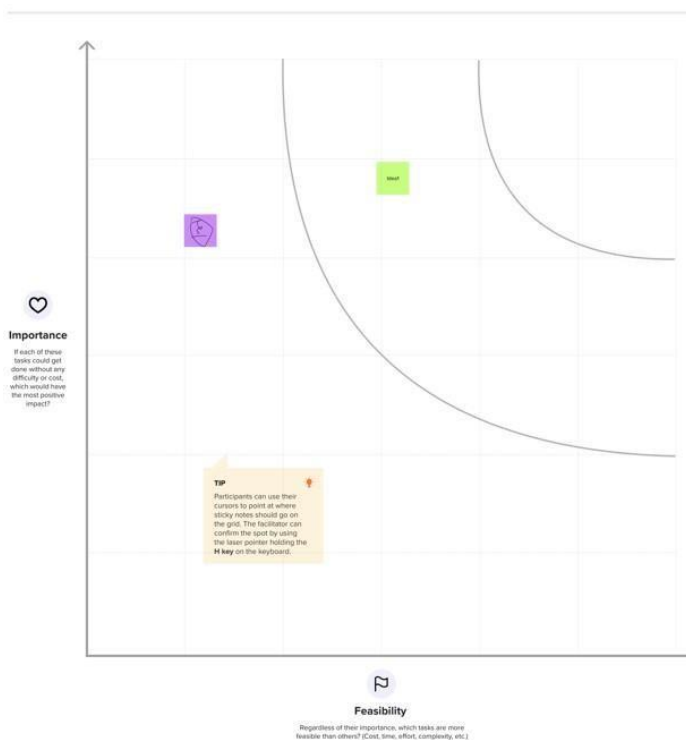 Idea1
Importance
If each of these
tasks could get
done without any
difficulty or cost,
which would have
the most positive
impact?
TIP
Participants can use their
cursors to point at where
sticky notes should go on
the grid. The facilitator can
confirm the spot by using
the laser pointer holding the
H key on the keyboard.
Feasibility
Regardless of their importance, which tasks are more
feasible than others? (Cost, time, effort, complexity, etc.)